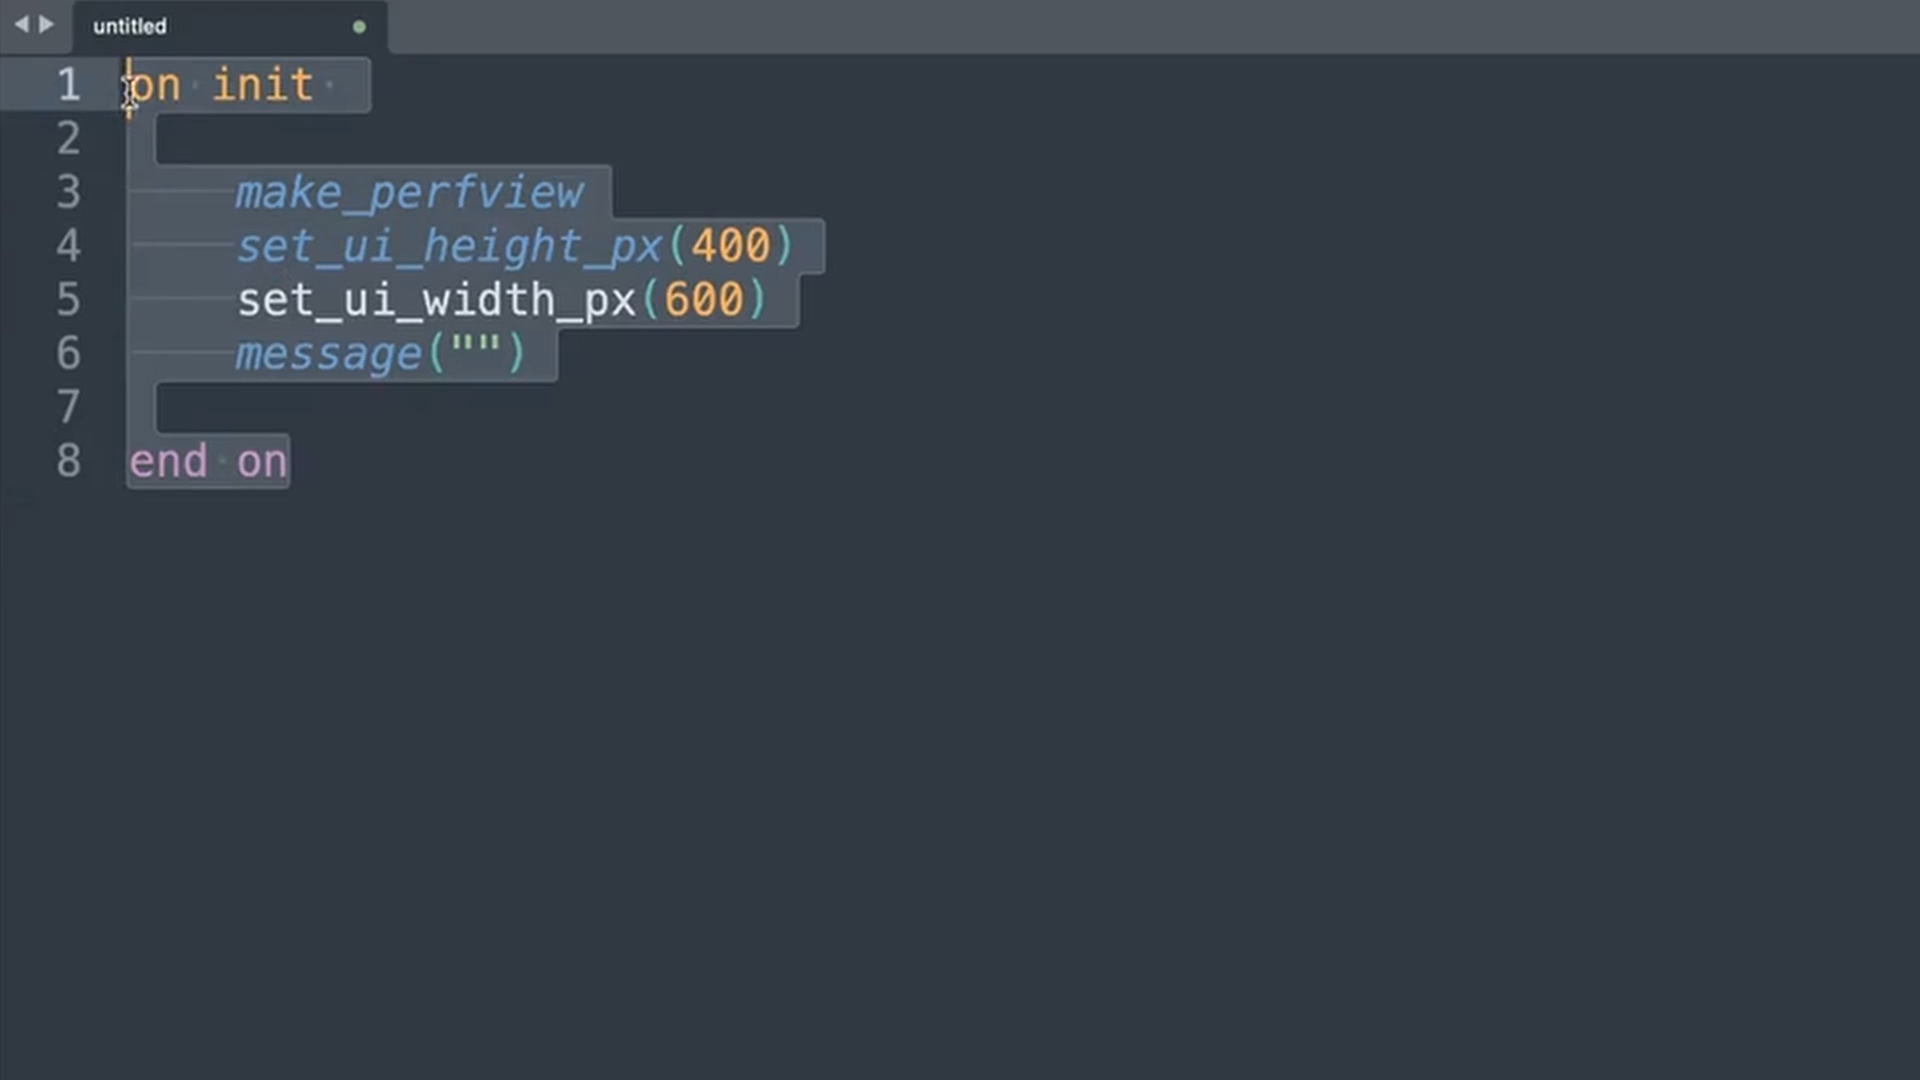 untitled
1 on init
2
3 make_perfview
4 set_ui_height_px(400)
5 set_ui_width_px(600)
6 message("")
7
8 end on